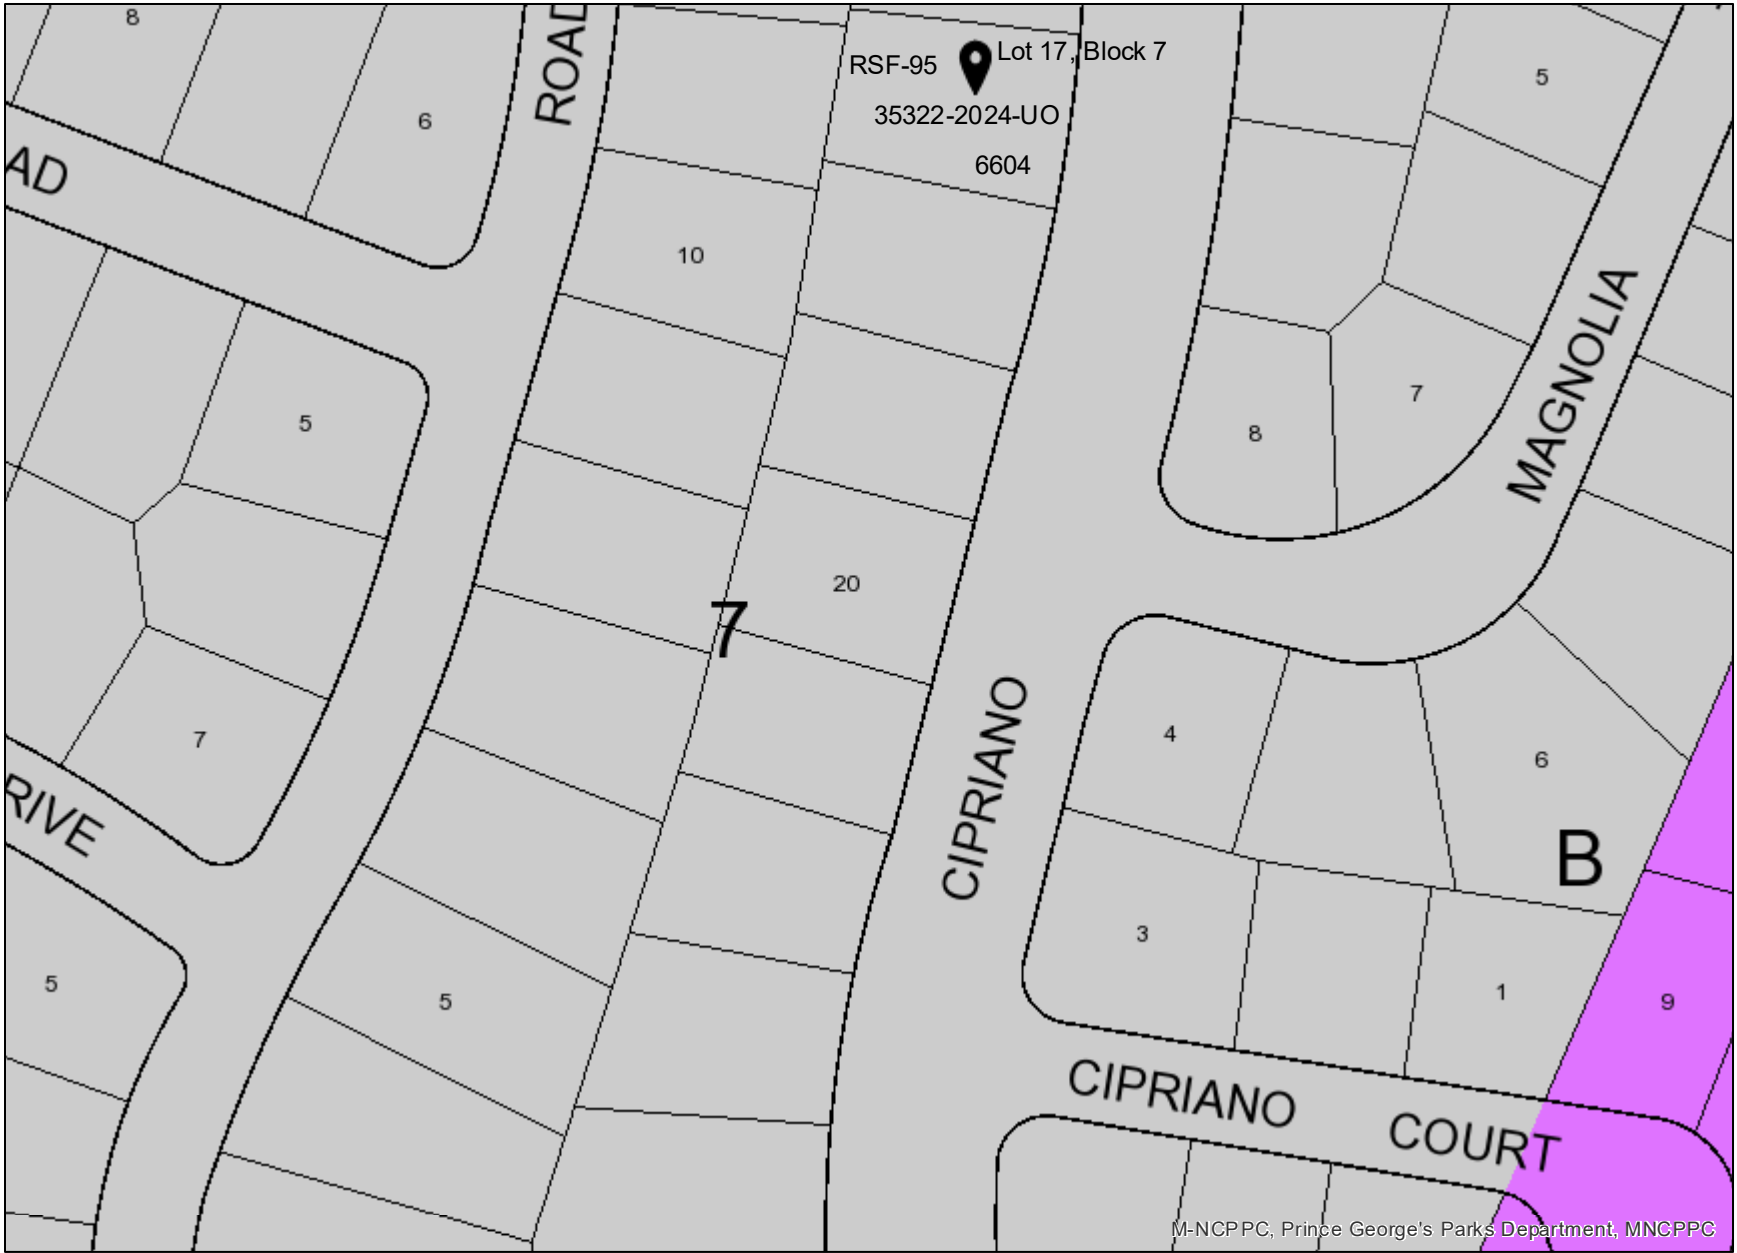 8
ROAD
RSF-95
Lot 17, Block 7
5
6
35322-2024-UO
6604
AD
10
MAGNOLIA
5
7
8
20
7
CIPRIANO
4
7
6
RIVE
B
3
5
5
1
9
CIPRIANO COURT
M-NCPPC, Prince George's Parks Department, MNCPPC